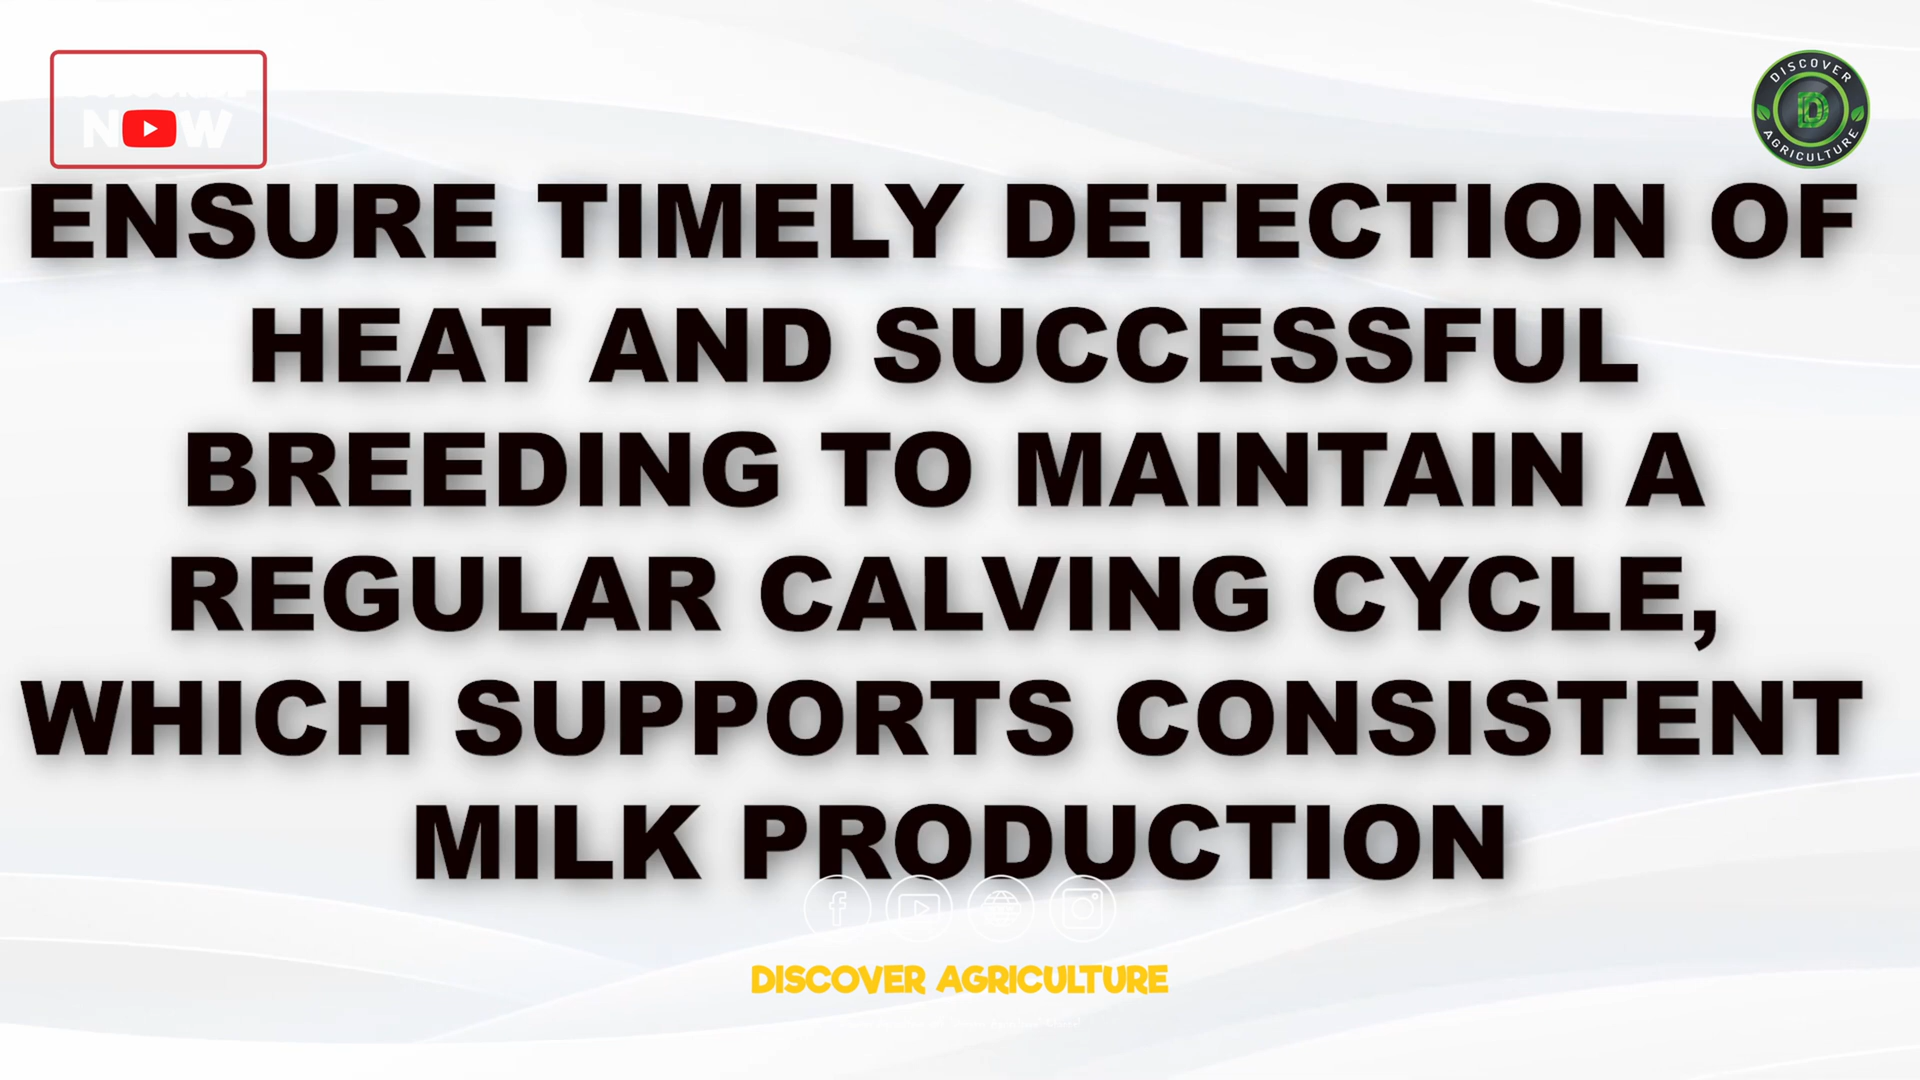 NOW
DISCOVER
D
AGRICULTURE
ENSURE TIMELY DETECTION OF
HEAT AND SUCCESSFUL
BREEDING TO MAINTAIN A
REGULAR CALVING CYCLE,
WHICH SUPPORTS CONSISTENT
MILK PRODUCTION
DISCOVER AGRICULTURE